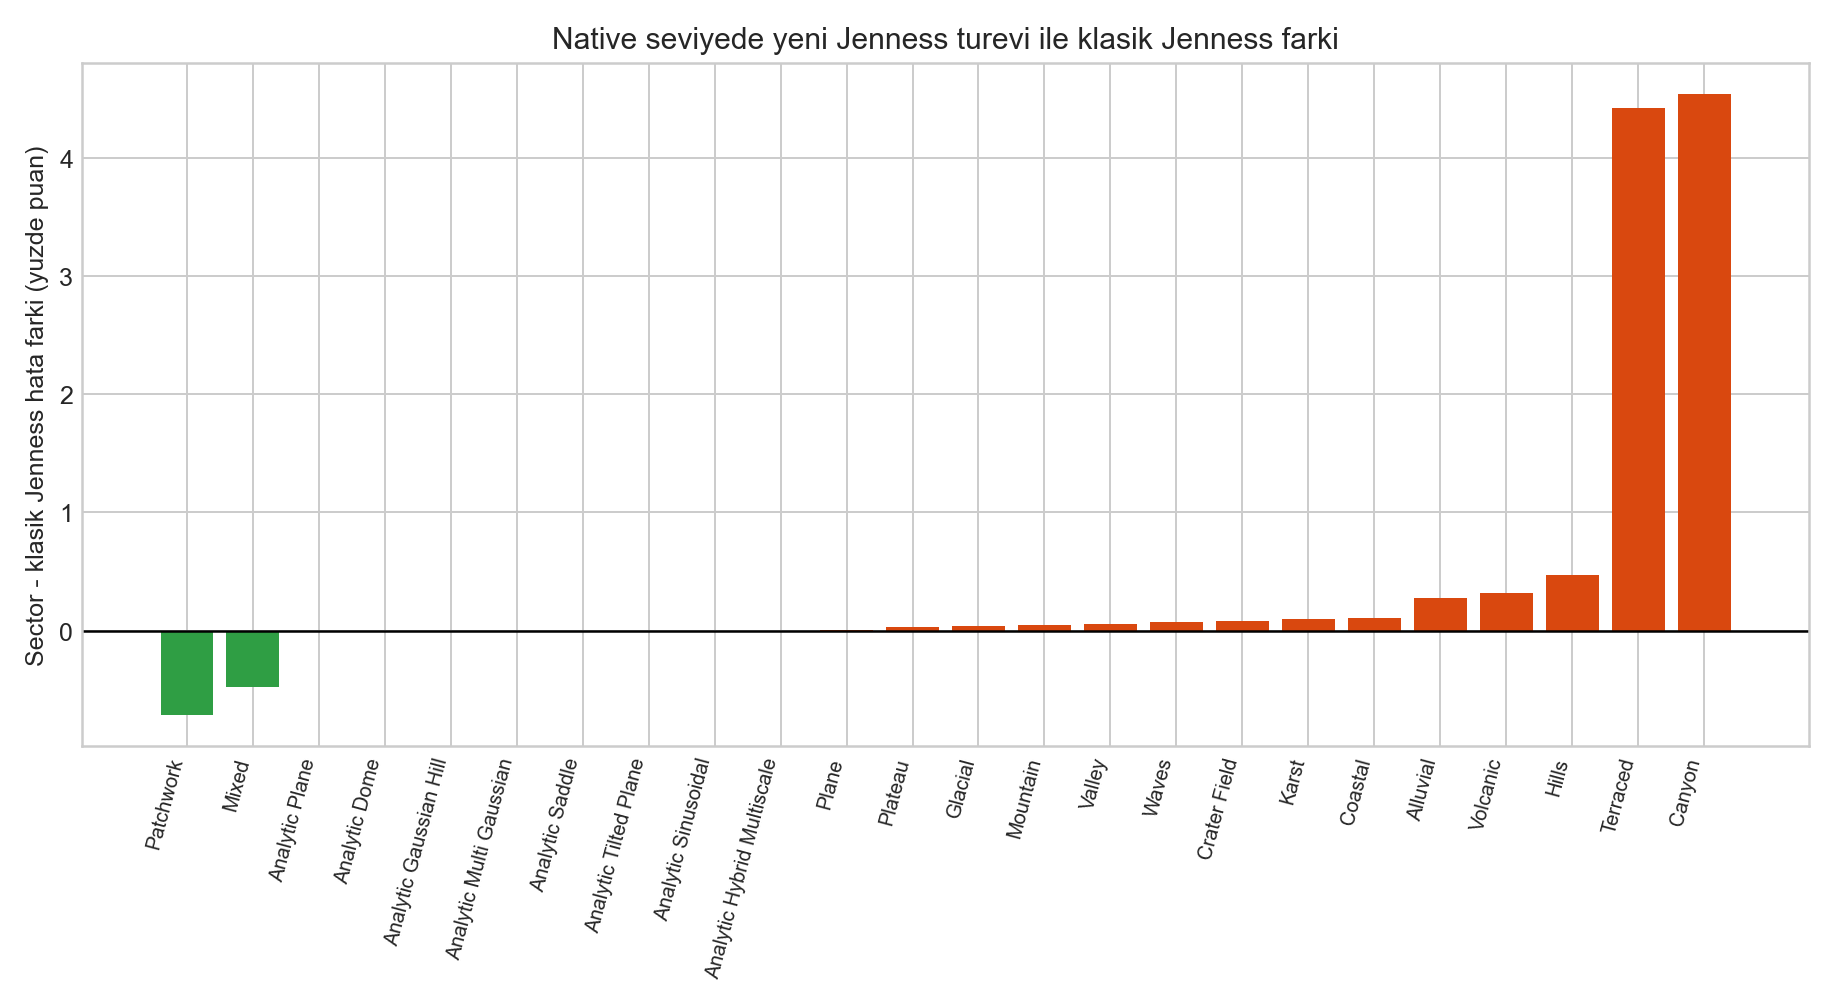 Native seviyede yeni Jenness turevi ile klasik Jenness farki
Sector - klasik Jenness hata farki (yuzde puan)
4
3
2
1
0
Patchwork
Mixed
Analytic Plane
Analytic Dome
Analytic Gaussian Hill
Analytic Multi Gaussian
Analytic Saddle
Analytic Tilted Plane
Analytic Sinusoidal
Analytic Hybrid Multiscale
Plane
Plateau
Glacial
Mountain
Valley
Waves
Crater Field
Karst
Coastal
Alluvial
Volcanic
Hills
Terraced
Canyon